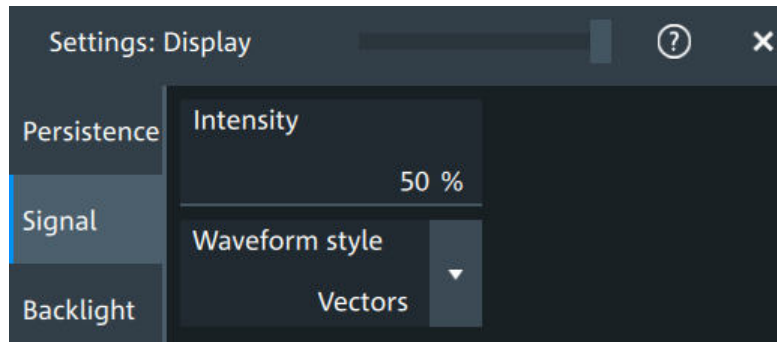 Settings: Display
?
×
Persistence
Signal
Backlight
Intensity
50 %
Waveform style
Vectors